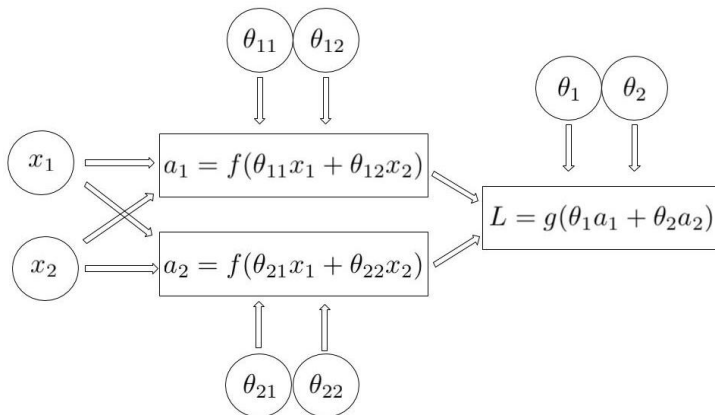 θ₁₁ θ₁₂
θ₁ θ₂
x₁
a₁ = f(θ₁₁x₁ + θ₁₂x₂)
L = g(θ₁a₁ + θ₂a₂)
x₂
a₂ = f(θ₂₁x₁ + θ₂₂x₂)
θ₂₁ θ₂₂